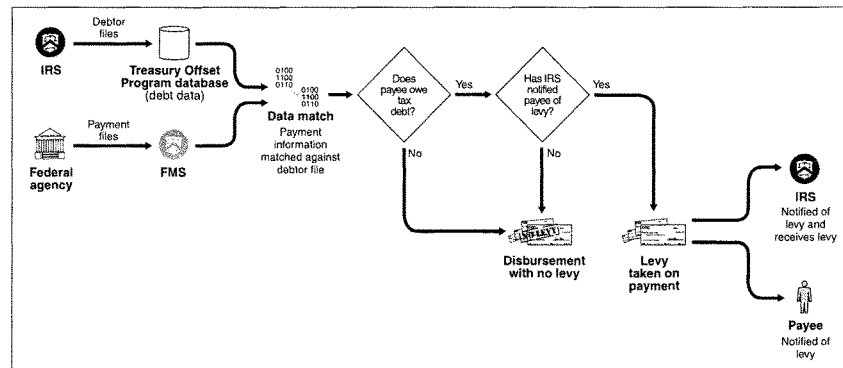 Debtor
files
IRS
Treasury Offset
Program database
(debt data)
Payment
files
Federal
agency
FMS
0100
1100
0110
0100
1100
0110
Data match
Payment
information
matched against
debtor file
Does
payee owe
tax
debt?
Yes
No
Has IRS
notified
payee of
levy?
Yes
No
NO LEVY
Disbursement
with no levy
Levy
taken on
payment
IRS
Notified
of
levy and
receives levy
Payee
Notified of
levy